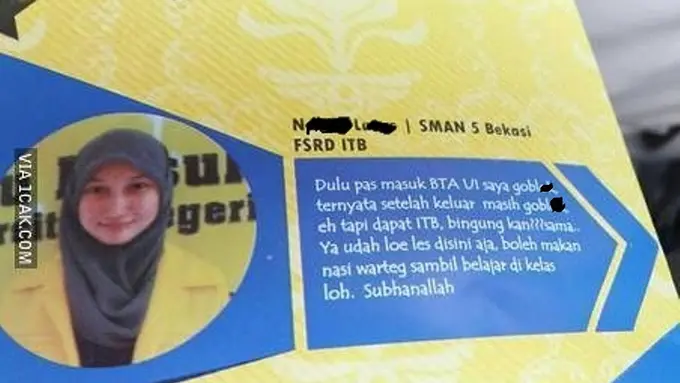 VIA 1CAK.COM
N L | SMAN 5 Bekasi
FSRD ITB
Dulu pas masuk BTA UI saya gobl
ternyata setelah keluar masih gobl
eh tapi dapat ITB, bingung kan???sama..
Ya udah loe les disini aja, boleh makan
nasi warteg sambil belajar di kelas
loh. Subhanallah